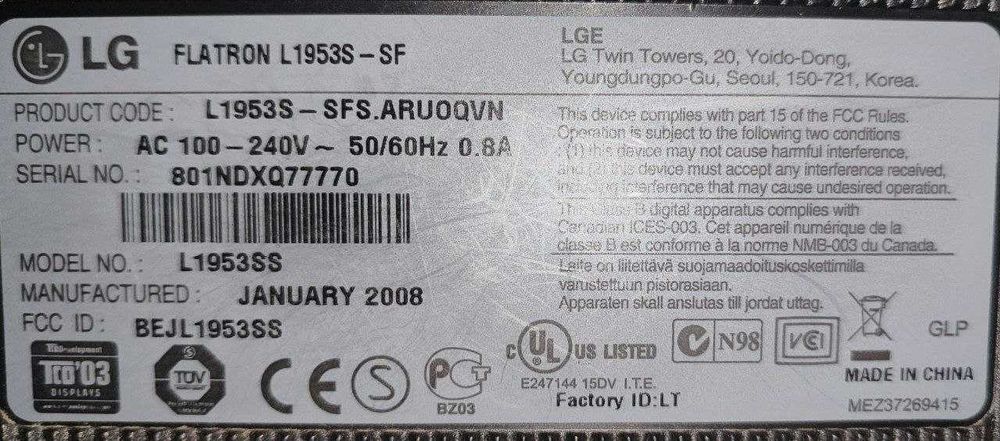 LG FLATRON L1953S-SF
PRODUCT CODE: L1953S-SFS.ARUOQVN
POWER: AC 100-240V~ 50/60Hz 0.8A
SERIAL NO.: 801NDXQ77770
MODEL NO.: L1953SS
MANUFACTURED: JANUARY 2008
FCC ID: BEJL1953SS
LGE
LG Twin Towers, 20, Yoido-Dong,
Youngdungpo-Gu, Seoul, 150-721, Korea.
This device complies with part 15 of the FCC Rules.
Operation is subject to the following two conditions
: (1) this device may not cause harmful interference,
and (2) this device must accept any interference received,
including interference that may cause undesired operation.
This Class B digital apparatus complies with
Canadian ICES-003. Cet appareil numérique de la
classe B est conforme à la norme NMB-003 du Canada.
Laite on liitettävä suojamaadoituskoskettimilla
varustettuun pistorasiaan.
Apparaten skall anslutas till jordat uttag.
TCO'03
DISPLAYS
TÜV
CE
S
PCT
BZ03
C UL US LISTED
E247144 15DV I.T.E.
Factory ID:LT
N98
VCI
GLP
MADE IN CHINA
MEZ37269415